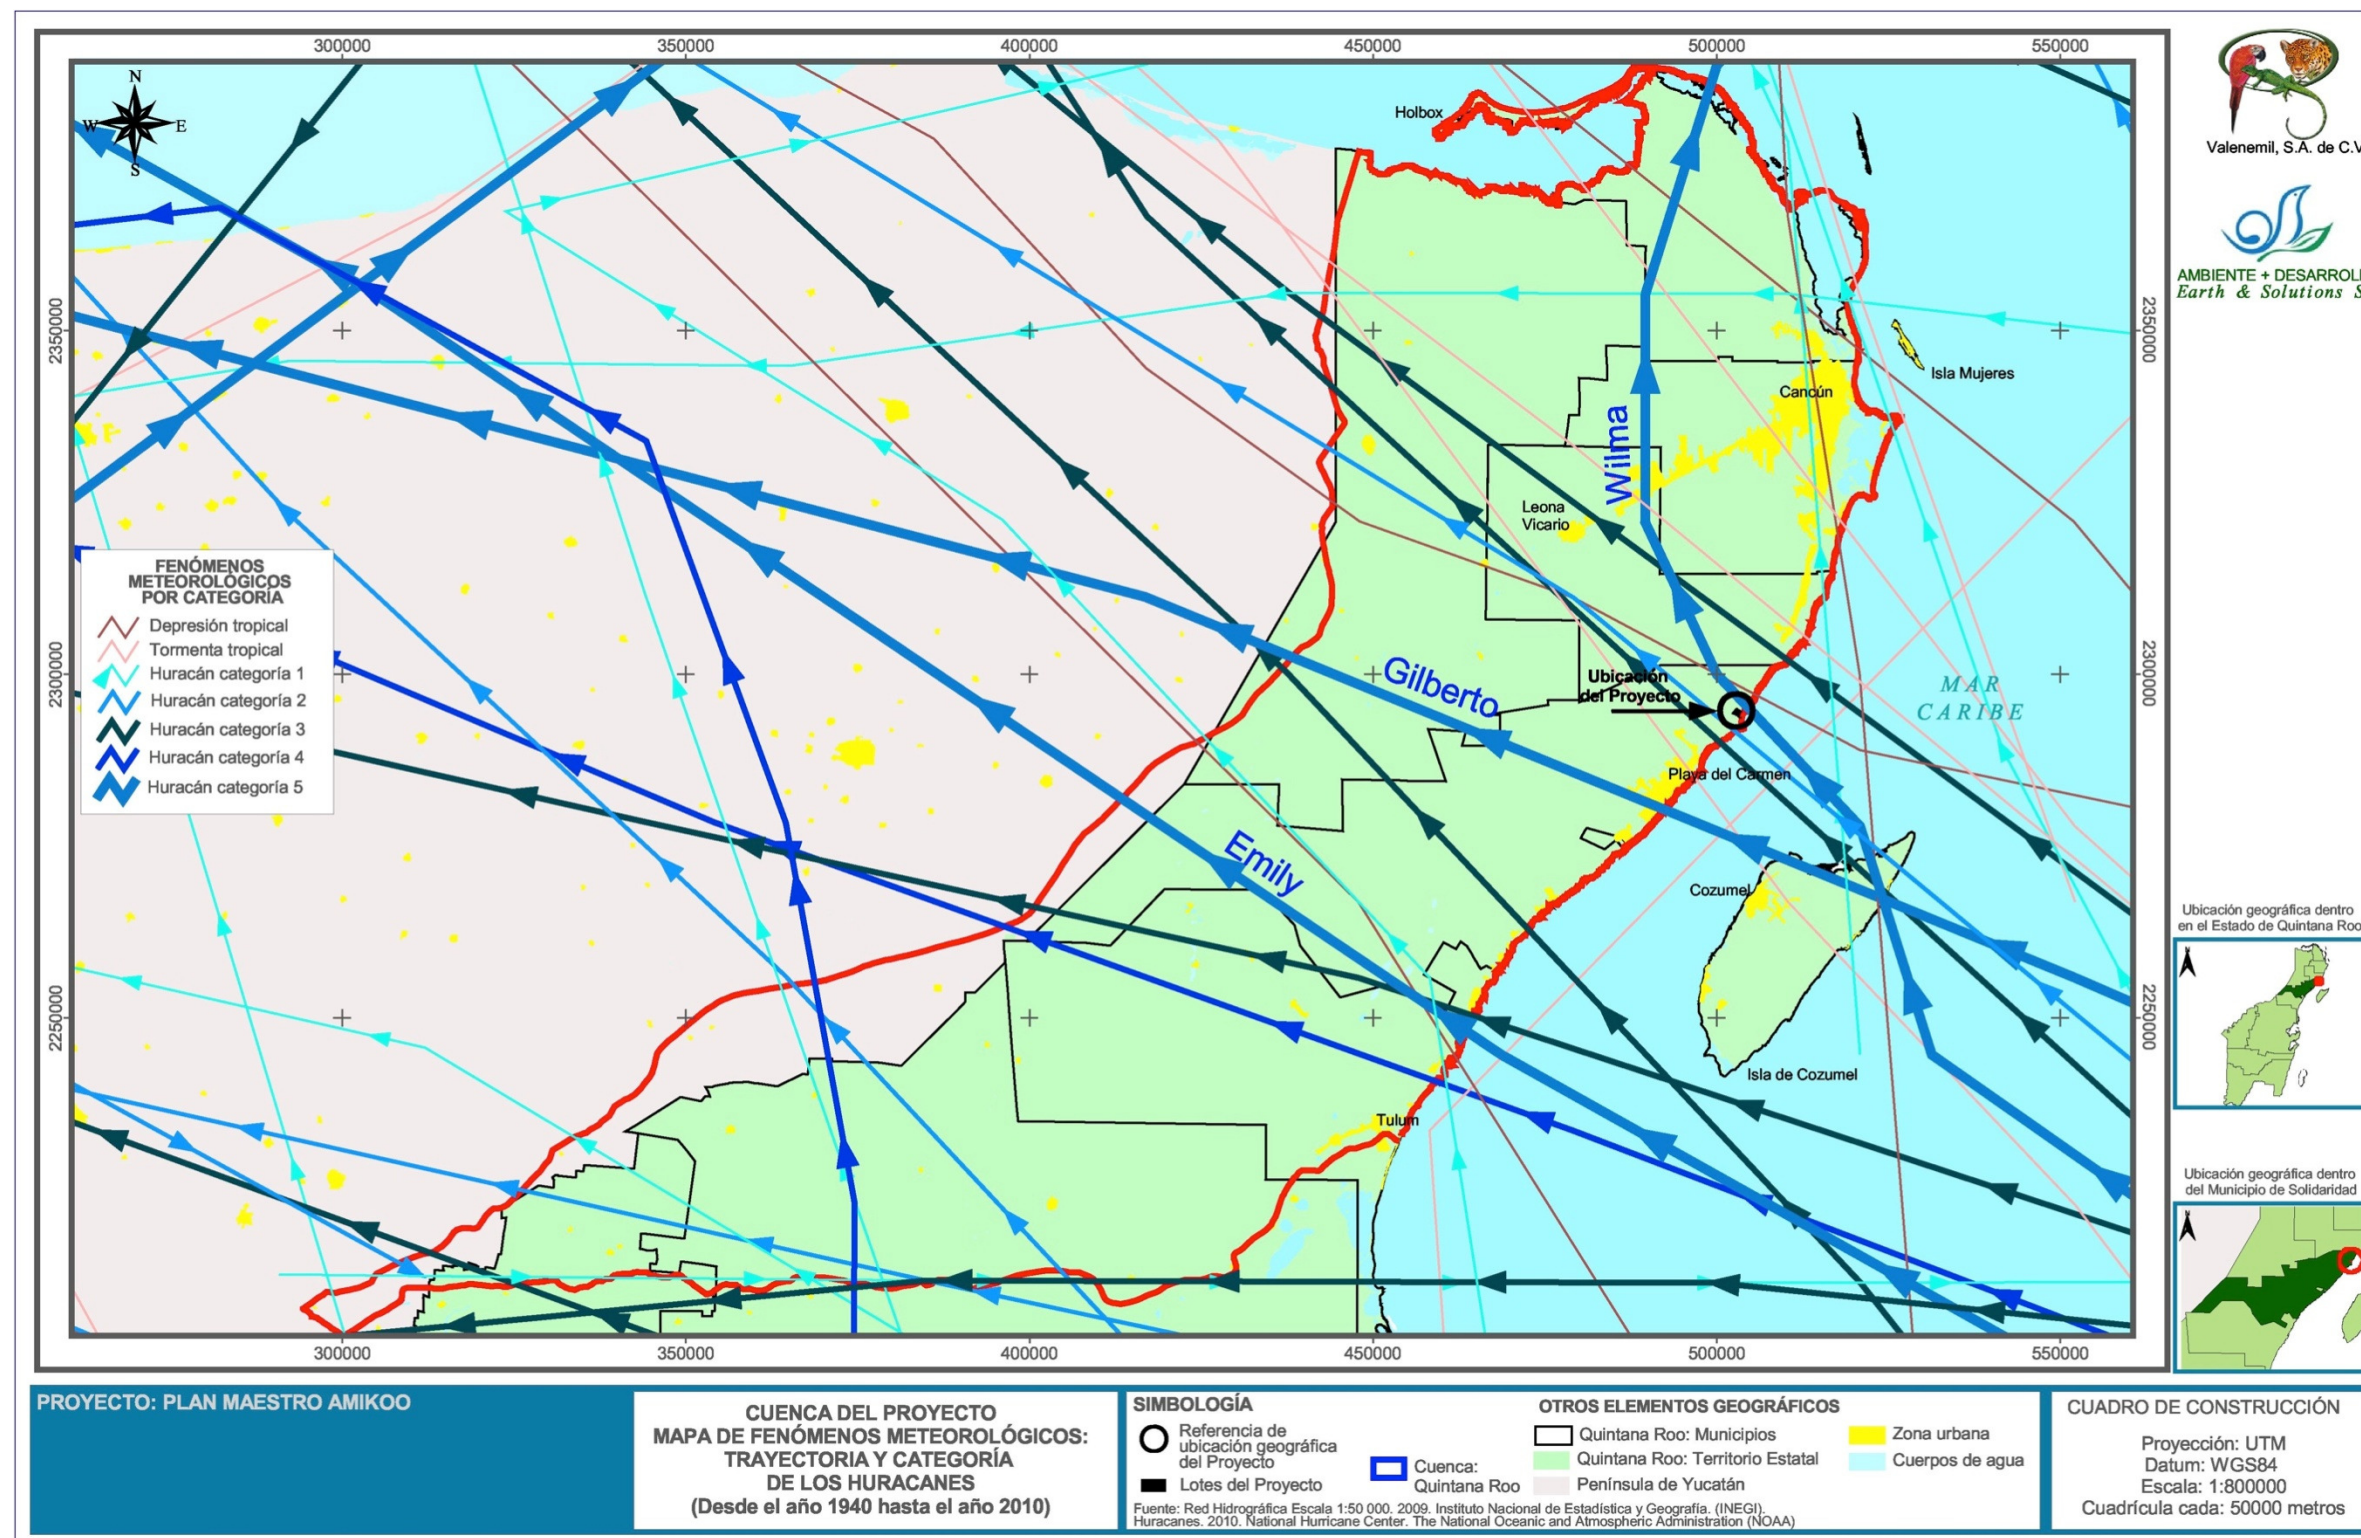 300000
350000
400000
450000
500000
550000
N
W
E
S
Holbox
Valenemil, S.A. de C.V
AMBIENTE + DESARROLL
Earth & Solutions S
2350000
2350000
Isla Mujeres
Cancún
Wilma
Leona
Vicario
FENÓMENOS
METEOROLÓGICOS
POR CATEGORÍA
Depresión tropical
Tormenta tropical
Huracán categoría 1
Huracán categoría 2
Huracán categoría 3
Huracán categoría 4
Huracán categoría 5
2300000
2300000
Gilberto
Ubicación
del Proyecto
MAR
CARIBE
Playa del Carmen
Emily
Cozumel
Isla de Cozumel
Tulum
2250000
2250000
Ubicación geográfica dentro
en el Estado de Quintana Roo
N
Ubicación geográfica dentro
del Municipio de Solidaridad
N
300000
350000
400000
450000
500000
550000
PROYECTO: PLAN MAESTRO AMIKOO
CUENCA DEL PROYECTO
MAPA DE FENÓMENOS METEOROLÓGICOS:
TRAYECTORIA Y CATEGORÍA
DE LOS HURACANES
(Desde el año 1940 hasta el año 2010)
SIMBOLOGÍA
Referencia de
ubicación geográfica
del Proyecto
Lotes del Proyecto
Cuenca:
Quintana Roo
OTROS ELEMENTOS GEOGRÁFICOS
Quintana Roo: Municipios
Quintana Roo: Territorio Estatal
Península de Yucatán
Zona urbana
Cuerpos de agua
Fuente: Red Hidrográfica Escala 1:50 000. 2009. Instituto Nacional de Estadística y Geografía. (INEGI).
Huracanes. 2010. National Hurricane Center. The National Oceanic and Atmospheric Administration (NOAA)
CUADRO DE CONSTRUCCIÓN
Proyección: UTM
Datum: WGS84
Escala: 1:800000
Cuadrícula cada: 50000 metros